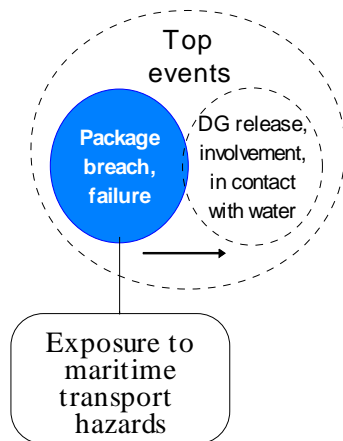 Top
events
Package
breach,
failure
DG release,
involvement,
in contact
with water
Exposure to
maritime
transport
hazards